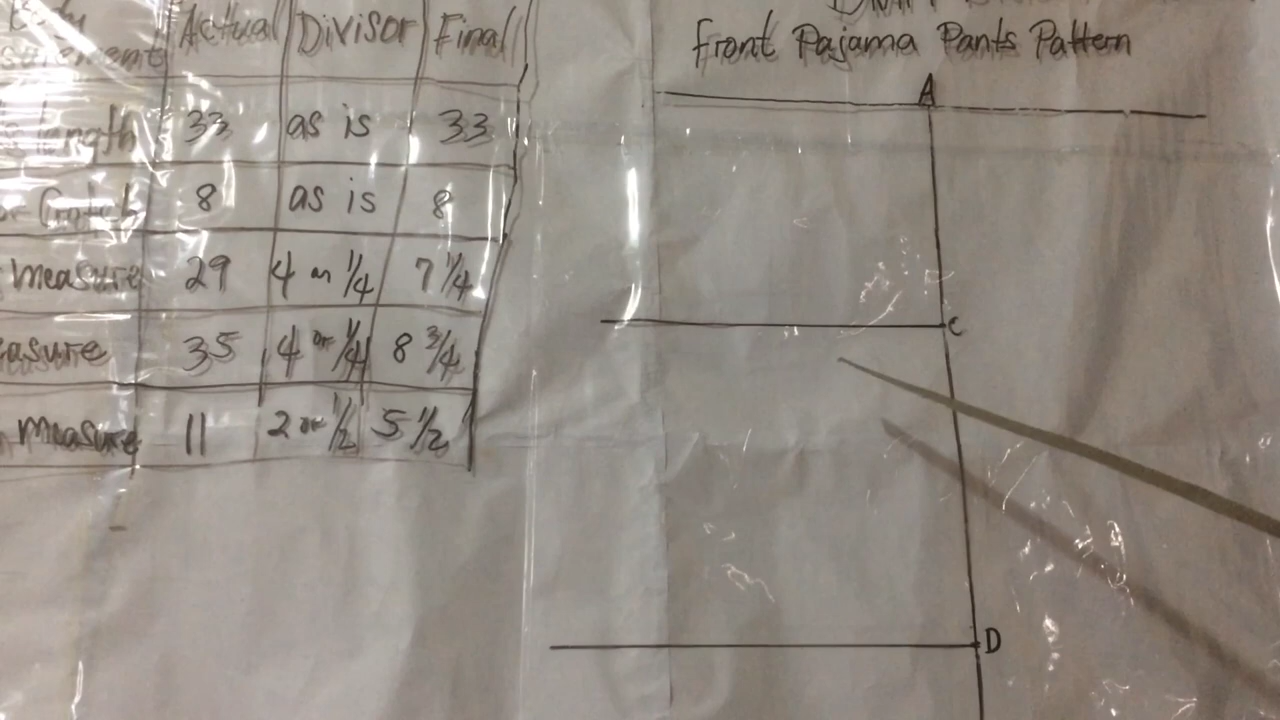 Actual Divisor Final
33 as is 33
8 as is 8
measure 29 4 or 1/4 7 1/4
35 4 or 1/4 8 3/4
measure 11 2 or 1/2 5 1/2
Front Pajama Pants Pattern
A
C
D